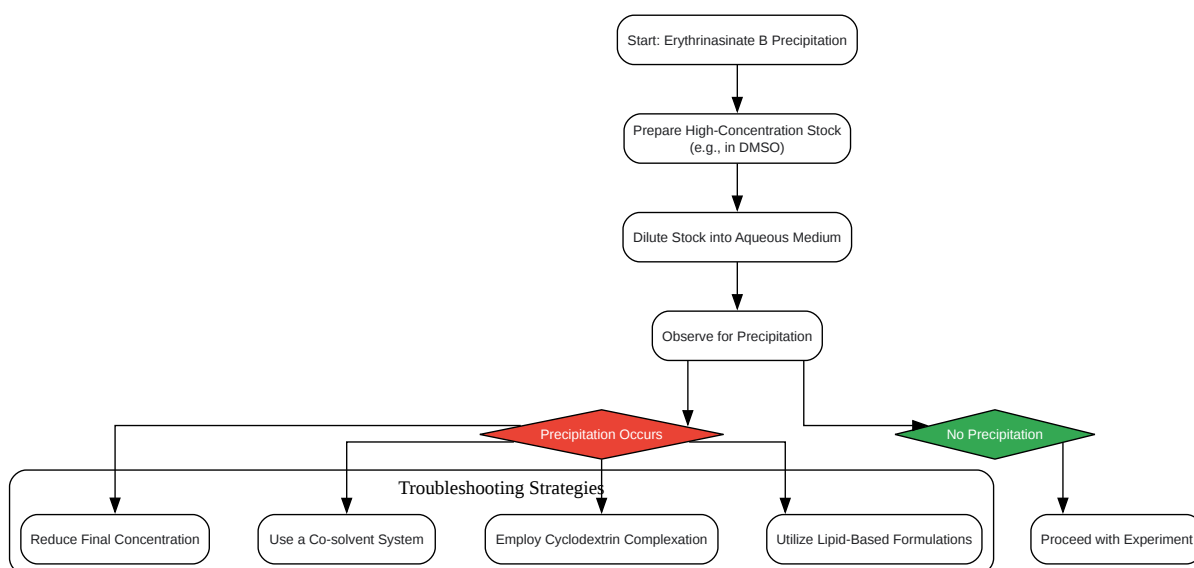 Start: Erythrinasinate B Precipitation
Prepare High-Concentration Stock
(e.g., in DMSO)
Dilute Stock into Aqueous Medium
Observe for Precipitation
Precipitation Occurs
No Precipitation
Troubleshooting Strategies
Reduce Final Concentration
Use a Co-solvent System
Employ Cyclodextrin Complexation
Utilize Lipid-Based Formulations
Proceed with Experiment